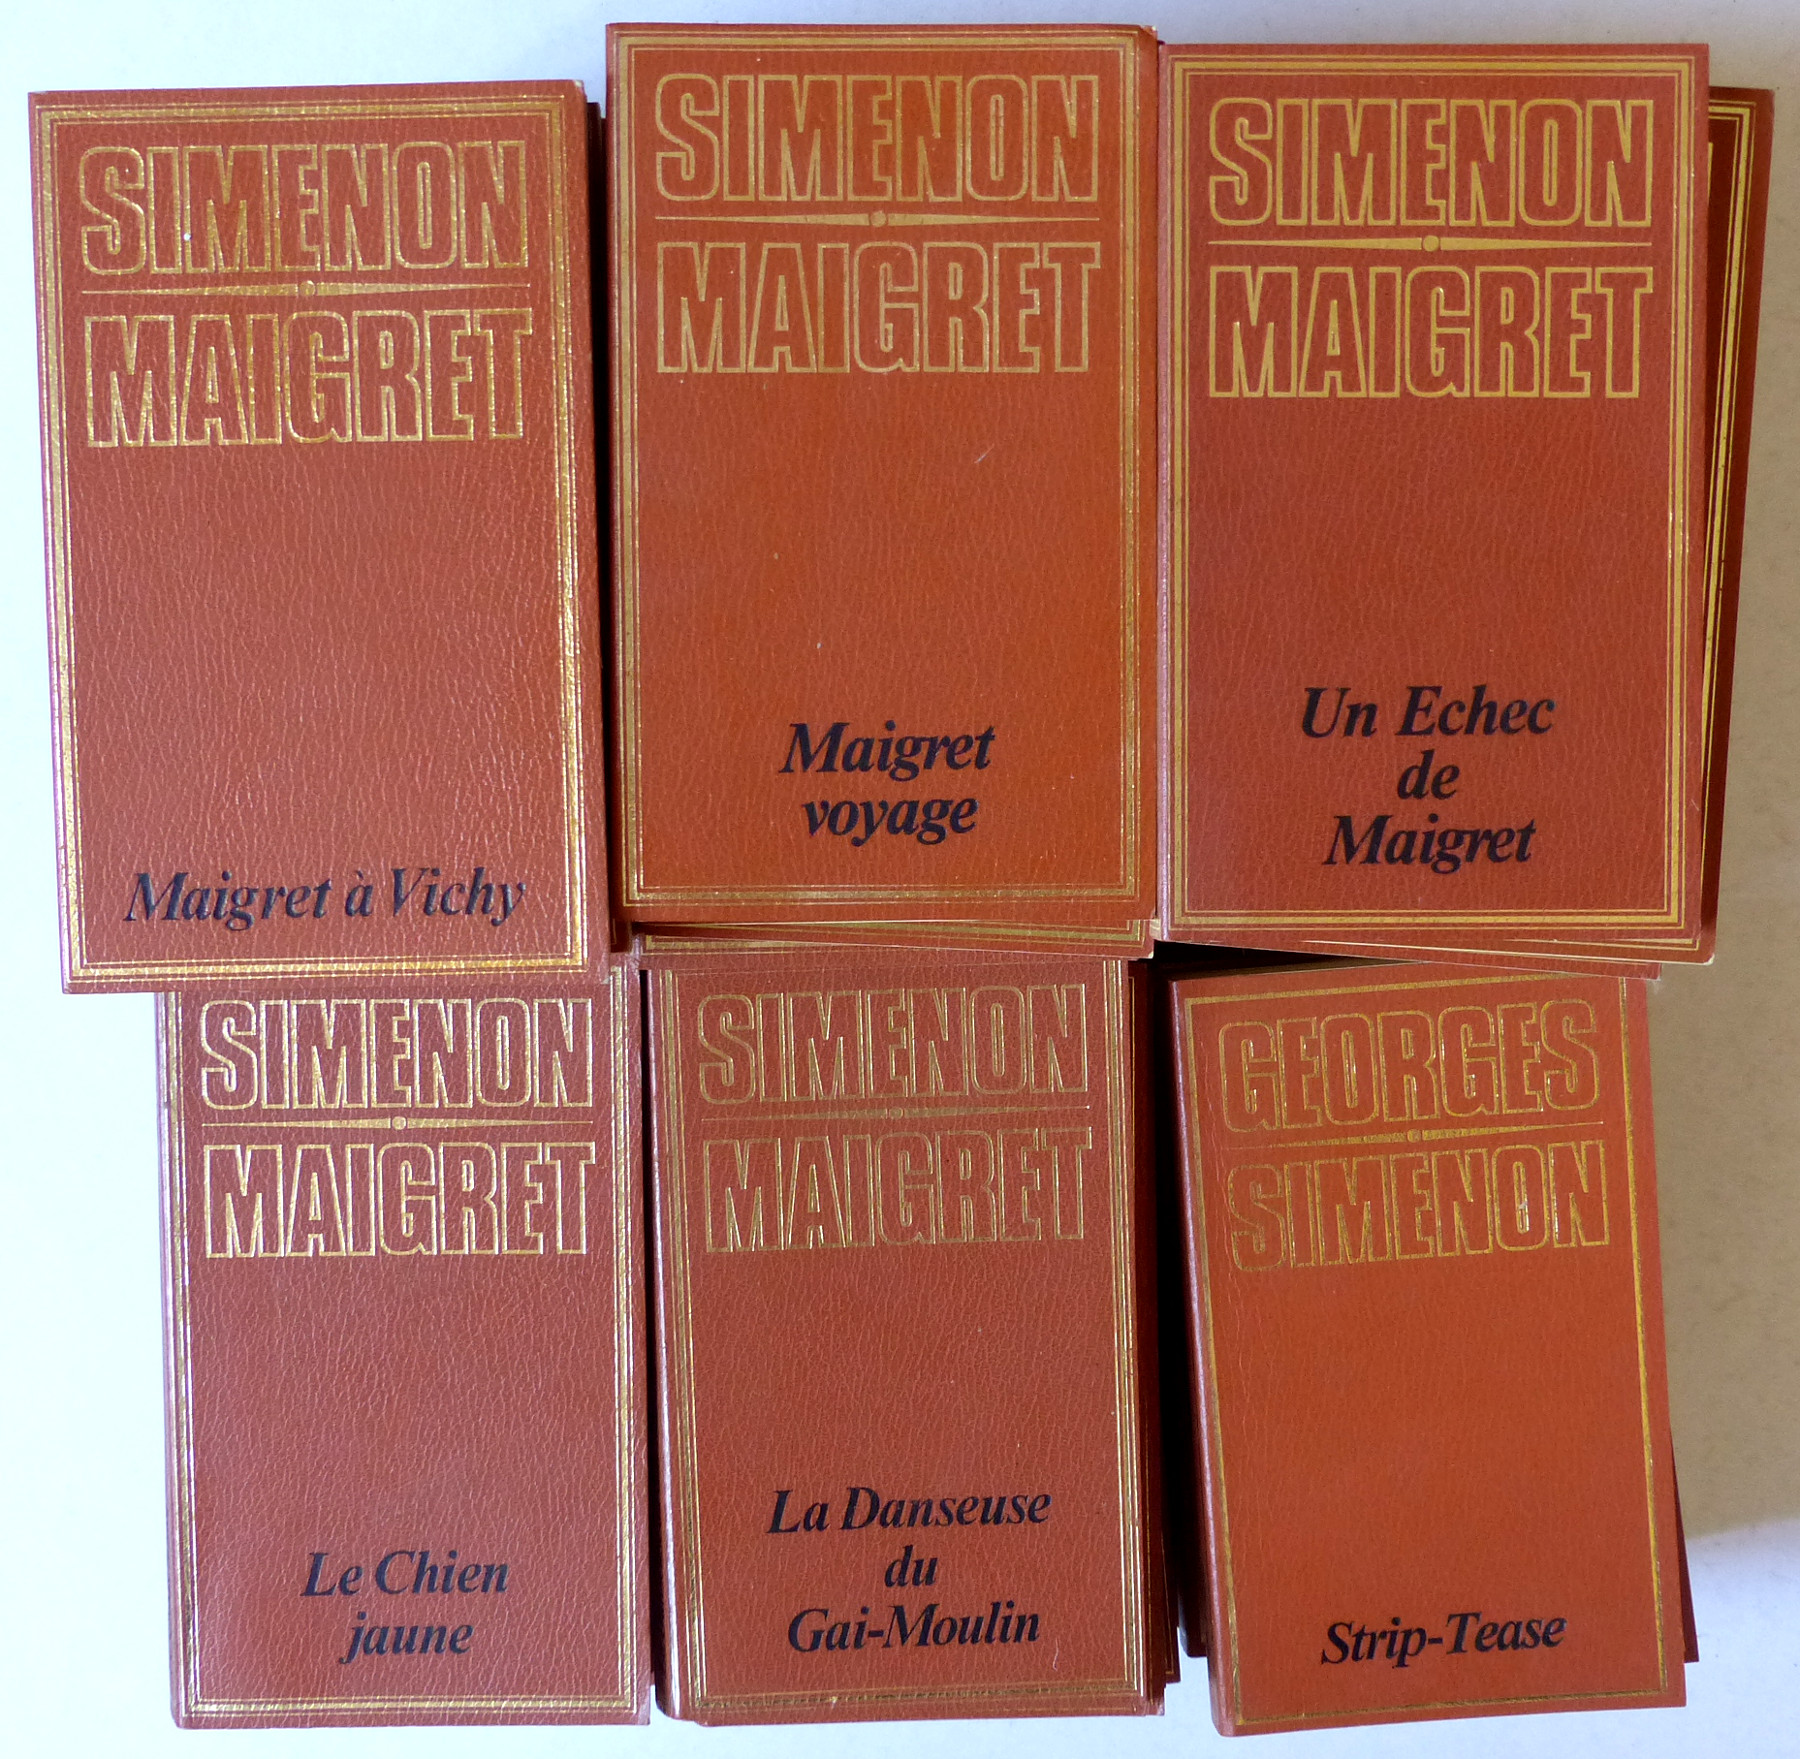 SIMENON
MAIGRET
Maigret à Vichy
SIMENON
MAIGRET
Maigret
voyage
SIMENON
MAIGRET
Un Echec
de
Maigret
SIMENON
MAIGRET
Le Chien
jaune
SIMENON
MAIGRET
La Danseuse
du
Gai-Moulin
GEORGES
SIMENON
Strip-Tease